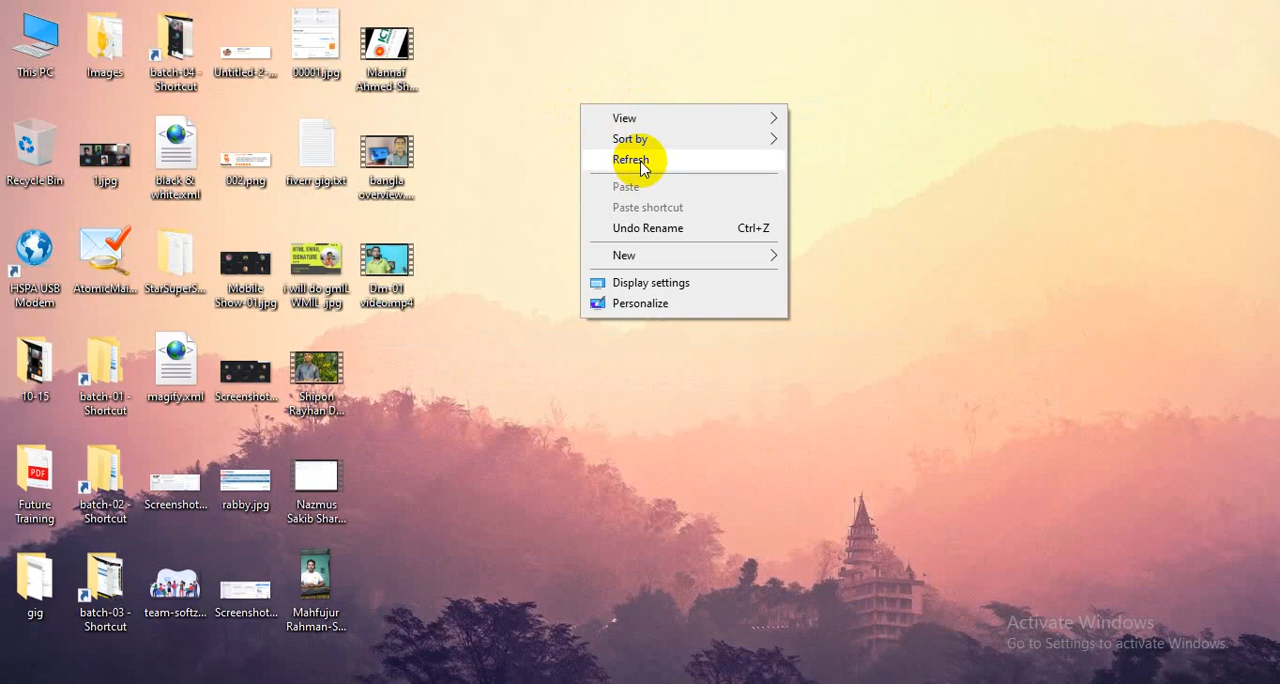 This PC
Images
batch-04 -
Shortcut
Untitled-2-...
00001.jpg
Mannaf
Ahmed-Sh...
Recycle Bin
1.jpg
black &
white.xml
002.png
fiverr gig.txt
bangla
overview....
HSPA USB
Modem
AtomicMai...
StarSuperS...
Mobile
Show-01.jpg
i will do gmil,
WMIL .jpg
Dm-01
video.mp4
10-15
batch-01 -
Shortcut
magify.xml
Screenshot...
Shipon
Rayhan D...
PDF
Future
Training
batch-02 -
Shortcut
Screenshot...
rabby.jpg
Nazmus
Sakib Shar...
gig
batch-03 -
Shortcut
team-softz...
Screenshot...
Mahfujur
Rahman-S...
View
Sort by
Refresh
Paste
Paste shortcut
Undo Rename Ctrl+Z
New
Display settings
Personalize
HTML EMAIL
SIGNATURE
Activate Windows
Go to Settings to activate Windows.